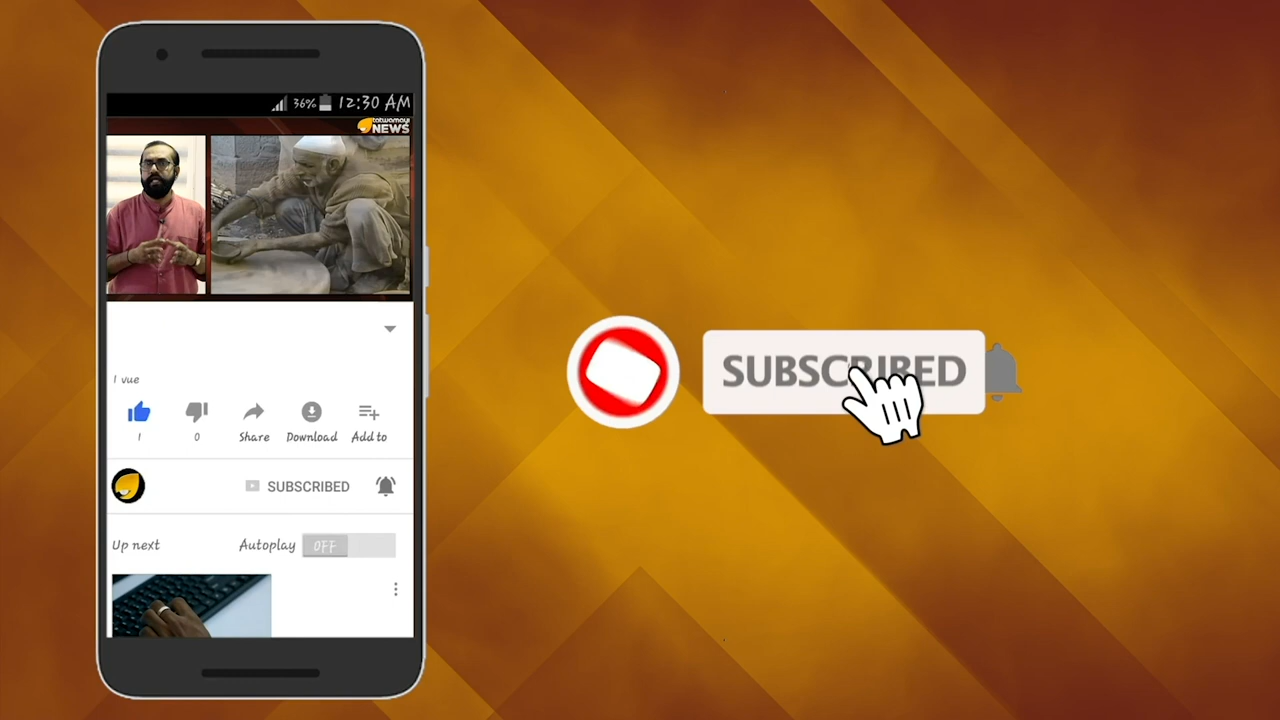 36% 12:30 AM
tatwamayi
NEWS
1 vue
1
0
Share
Download
Add to
SUBSCRIBED
Up next
Autoplay
OFF
SUBSCRIBED